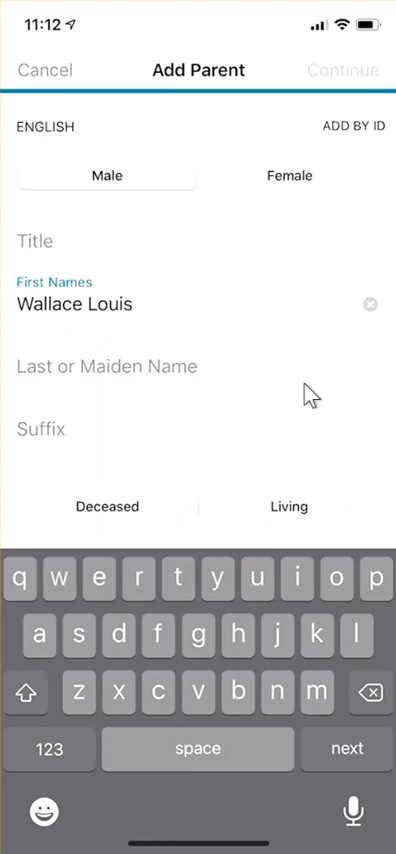 11:12
Cancel Add Parent Continue
ENGLISH ADD BY ID
Male Female
Title
First Names
Wallace Louis
Last or Maiden Name
Suffix
Deceased Living
q w e r t y u i o p
a s d f g h j k l
z x c v b n m
123 space next